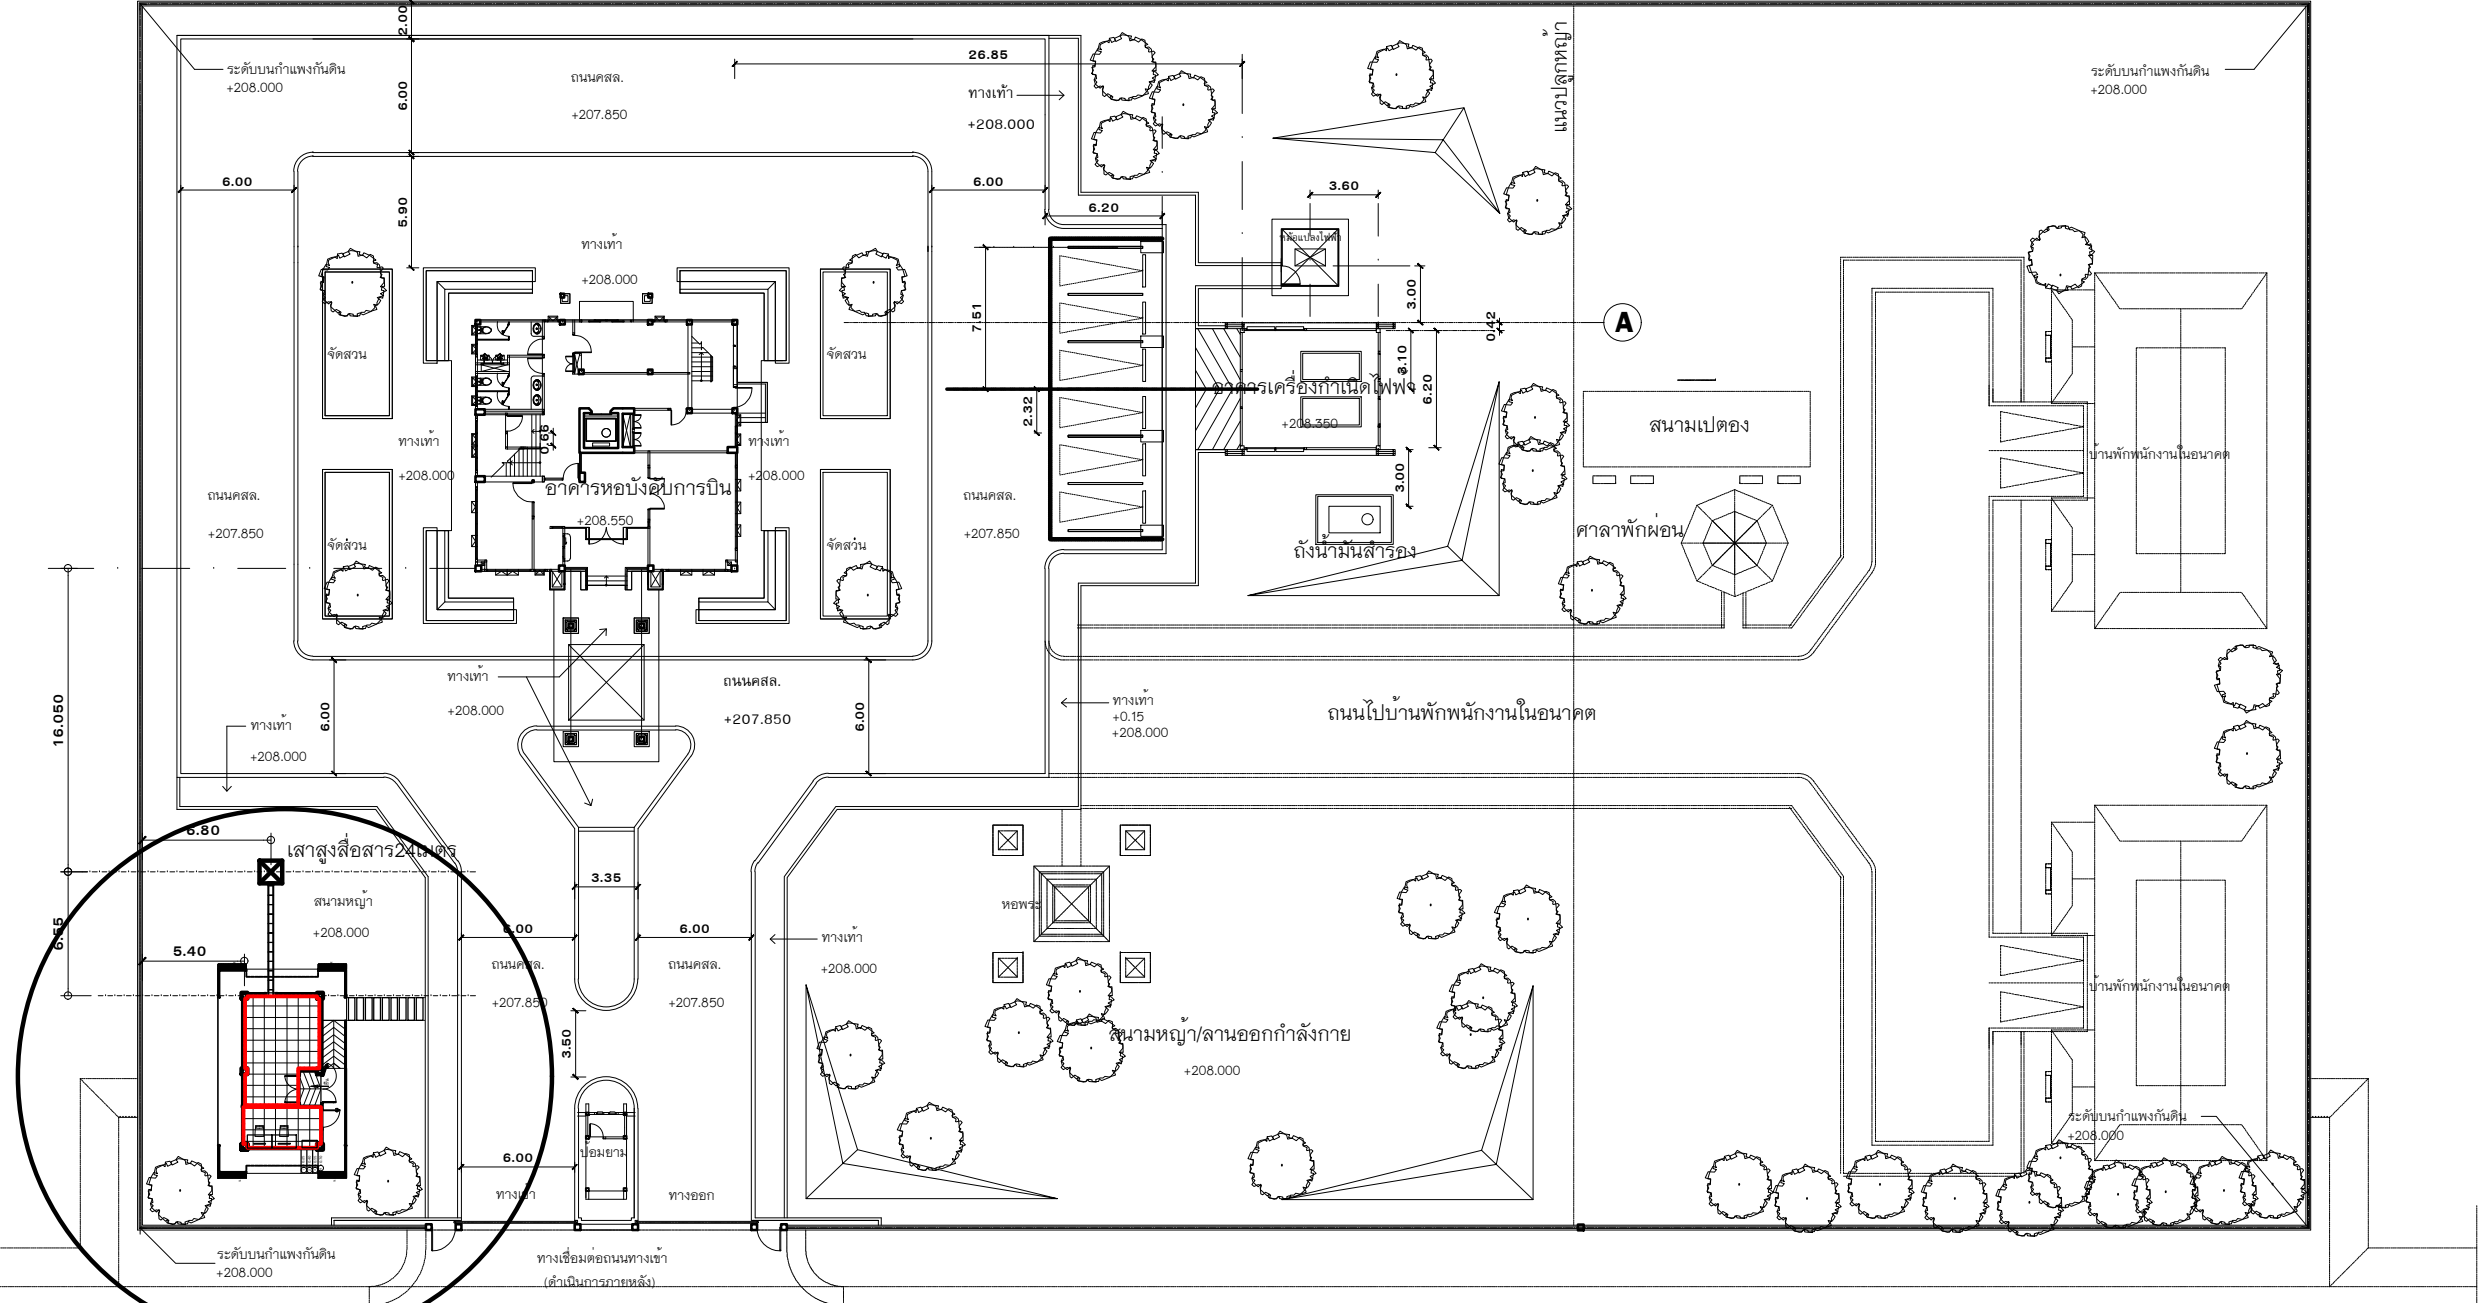 2.00
แนวปลูกหญ้า
26.85
ระดับบนกำแพงกันดิน
+208.000
ถนนคสล.
+207.850
6.00
ทางเท้า
+208.000
ระดับบนกำแพงกันดิน
+208.000
6.00
5.90
6.00
6.20
3.60
ทางเท้า
+208.000
หม้อแปลงไฟฟ้า
7.51
3.00
0.42
A
จัดสวน
จัดสวน
3.10
6.20
อาคารเครื่องกำเนิดไฟฟ้า
+208.350
2.32
0.66
สนามเปตอง
ทางเท้า
+208.000
ทางเท้า
+208.000
บ้านพักพนักงานในอนาคต
3.00
อาคารหอบังคับการบิน
+208.550
ถนนคสล.
+207.850
ถนนคสล.
+207.850
ศาลาพักผ่อน
จัดสวน
จัดสวน
ถังน้ำมันสำรอง
16.050
ทางเท้า
+208.000
ถนนคสล.
+207.850
6.00
6.00
ทางเท้า
+0.15
+208.000
ถนนไปบ้านพักพนักงานในอนาคต
ทางเท้า
+208.000
6.80
เสาสูงสื่อสาร24เมตร
3.35
สนามหญ้า
+208.000
หอพระ
6.55
6.00
6.00
ทางเท้า
+208.000
5.40
ถนนคสล.
+207.850
ถนนคสล.
+207.850
บ้านพักพนักงานในอนาคต
3.50
สนามหญ้า/ลานออกกำลังกาย
+208.000
ระดับบนกำแพงกันดิน
+208.000
ป้อมยาม
6.00
ทางเข้า
ทางออก
ระดับบนกำแพงกันดิน
+208.000
ทางเชื่อมต่อถนนทางเข้า
(ดำเนินการภายหลัง)